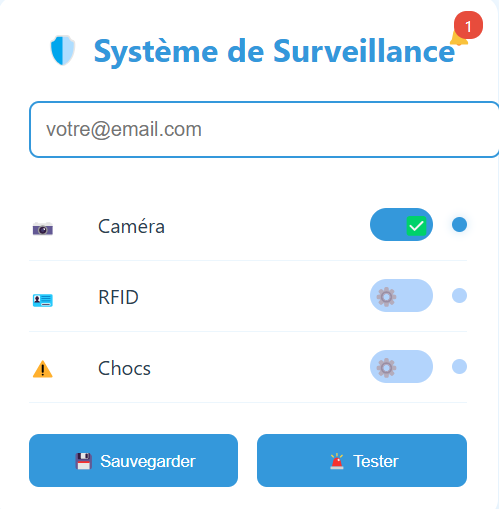 Système de Surveillance
1
votre@email.com
Caméra
RFID
Chocs
Sauvegarder
Tester